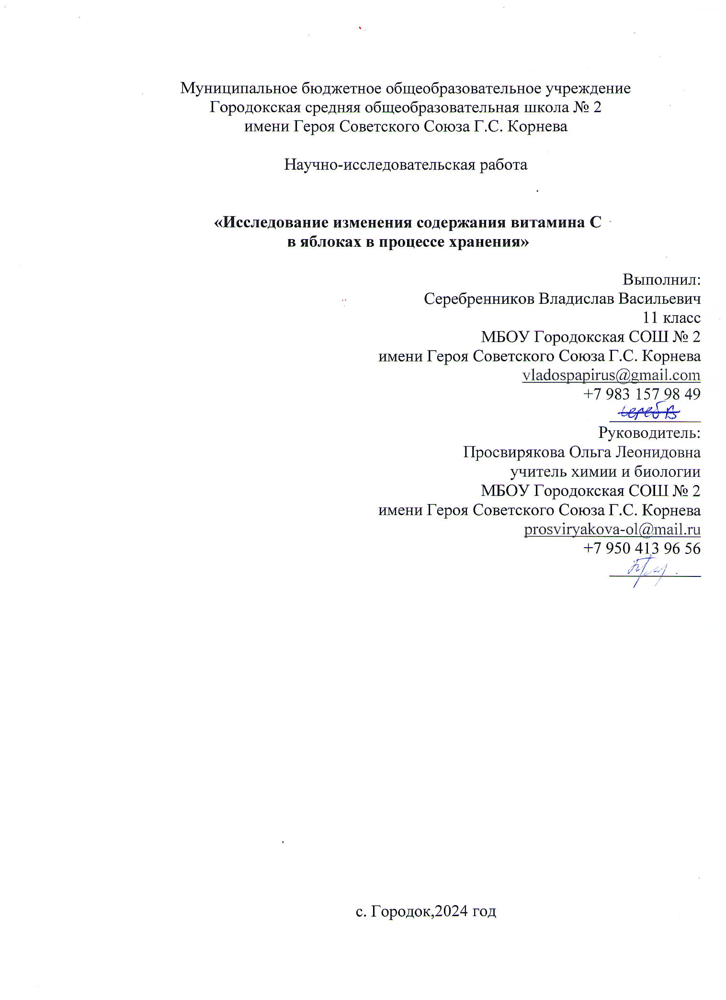 Муниципальное бюджетное общеобразовательное учреждение
Городокская средняя общеобразовательная школа № 2
имени Героя Советского Союза Г.С. Корнева
Научно-исследовательская работа
«Исследование изменения содержания витамина С
в яблоках в процессе хранения»
Выполнил:
Серебренников Владислав Васильевич
11 класс
МБОУ Городокская СОШ № 2
имени Героя Советского Союза Г.С. Корнева
vladospapirus@gmail.com
+7 983 157 98 49
Руководитель:
Просвирякова Ольга Леонидовна
учитель химии и биологии
МБОУ Городокская СОШ № 2
имени Героя Советского Союза Г.С. Корнева
prosviryakova-ol@mail.ru
+7 950 413 96 56
с. Городок,2024 год